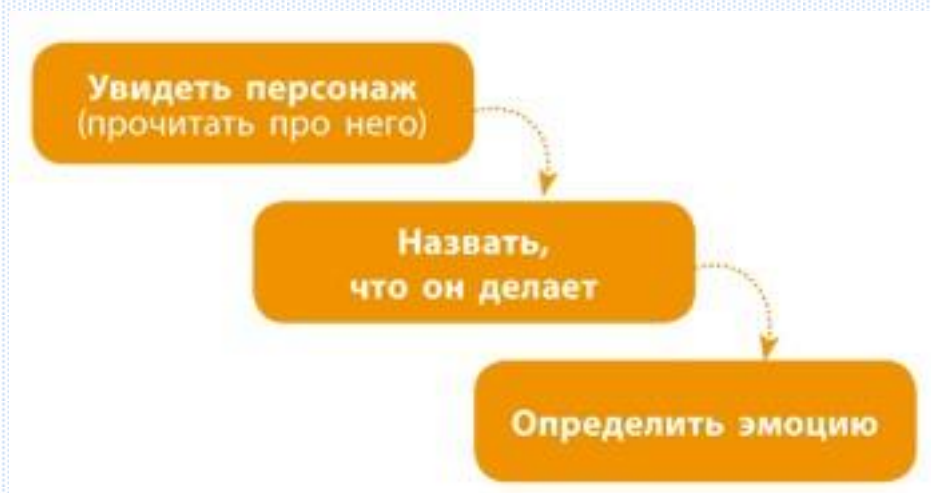 Увидеть персонаж
(прочитать про него)
Назвать,
что он делает
Определить эмоцию